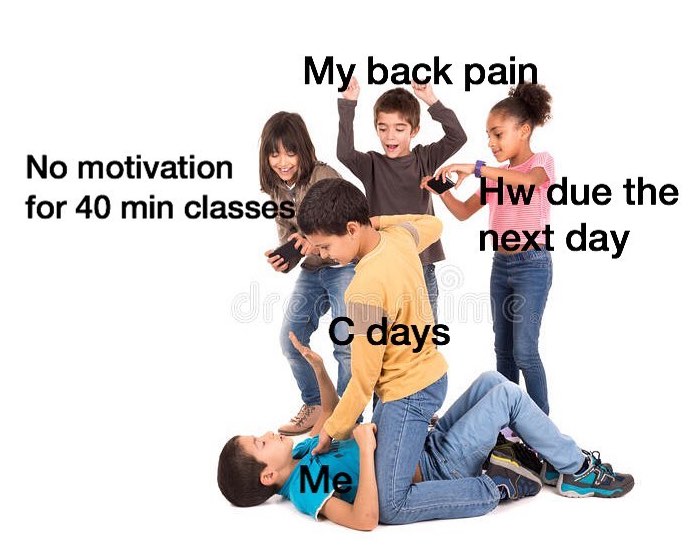 My back pain
No motivation
for 40 min classes
Hw due the
next day
C days
Me